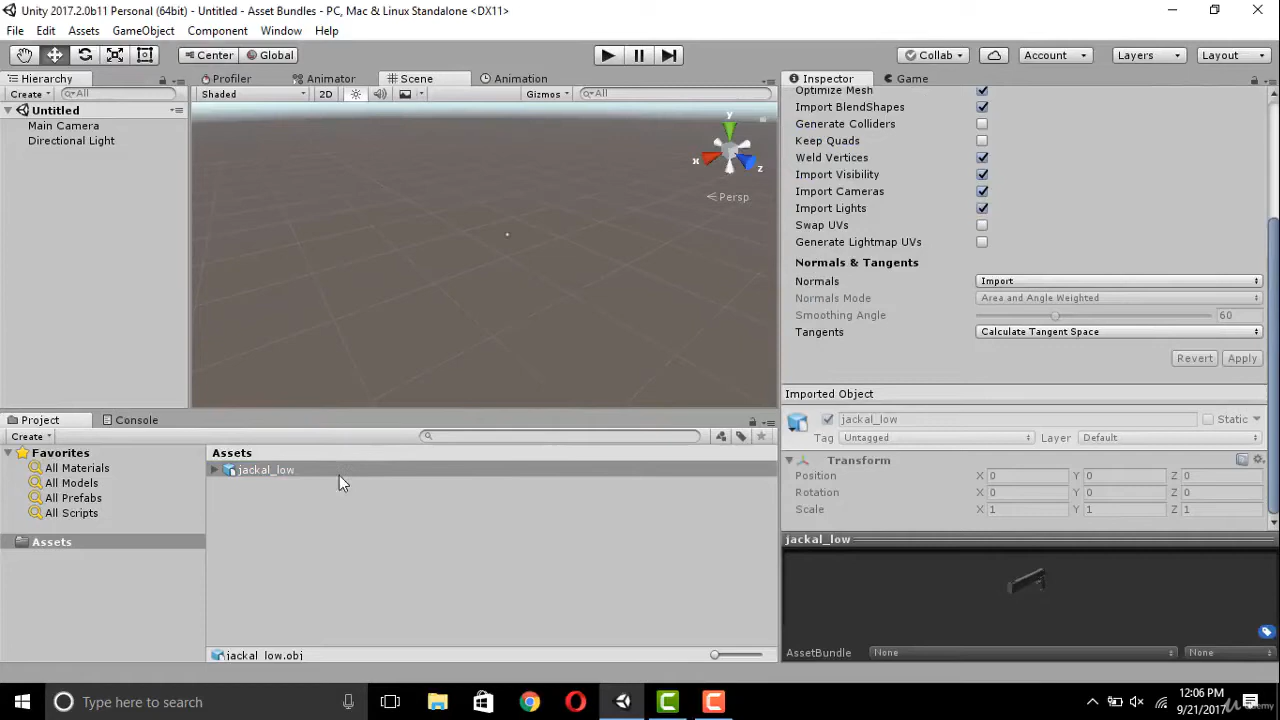 Unity 2017.2.0b11 Personal (64bit) - Untitled - Asset Bundles - PC, Mac & Linux Standalone <DX11>
File Edit Assets GameObject Component Window Help
Center Global Collab Account Layers Layout
Hierarchy Profiler Animator Scene Animation Inspector Game
Create All Shaded 2D Gizmos All
Optimize Mesh
Untitled
Main Camera
Directional Light
y
x
z
Persp
Import BlendShapes
Generate Colliders
Keep Quads
Weld Vertices
Import Visibility
Import Cameras
Import Lights
Swap UVs
Generate Lightmap UVs
Normals & Tangents
Normals Import
Normals Mode Area and Angle Weighted
Smoothing Angle 60
Tangents Calculate Tangent Space
Revert Apply
Imported Object
jackal_low Static
Tag Untagged Layer Default
Transform
Position X 0 Y 0 Z 0
Rotation X 0 Y 0 Z 0
Scale X 1 Y 1 Z 1
Project Console
Create
Favorites
All Materials
All Models
All Prefabs
All Scripts
Assets
Assets
jackal_low
jackal_low.obj
jackal_low
AssetBundle None None
Type here to search
12:06 PM
9/21/2017
Udemy